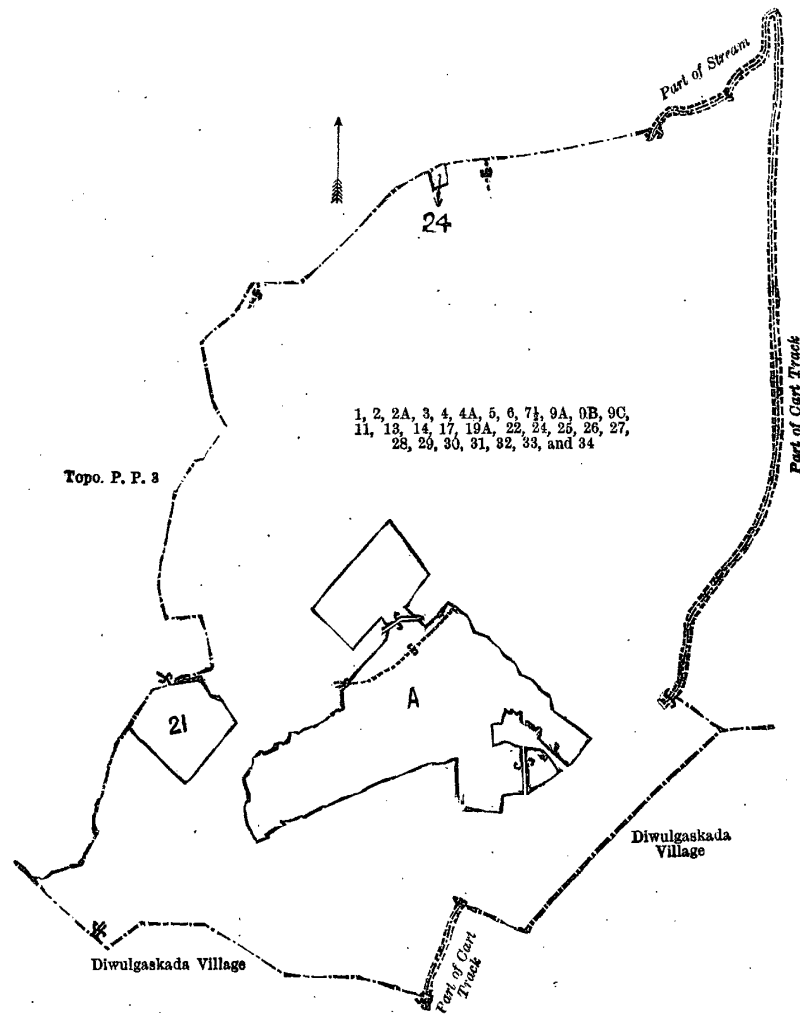 Part of Stream
24
Part of Cart Track
1, 2, 2A, 3, 4, 4A, 5, 6, 7½, 9A, 9B, 9C,
11, 13, 14, 17, 19A, 22, 24, 25, 26, 27,
28, 29, 30, 31, 32, 33, and 34
Topo. P. P. 3
A
21
Diwulgaskada
Village
Diwulgaskada Village
Part of Cart
Track